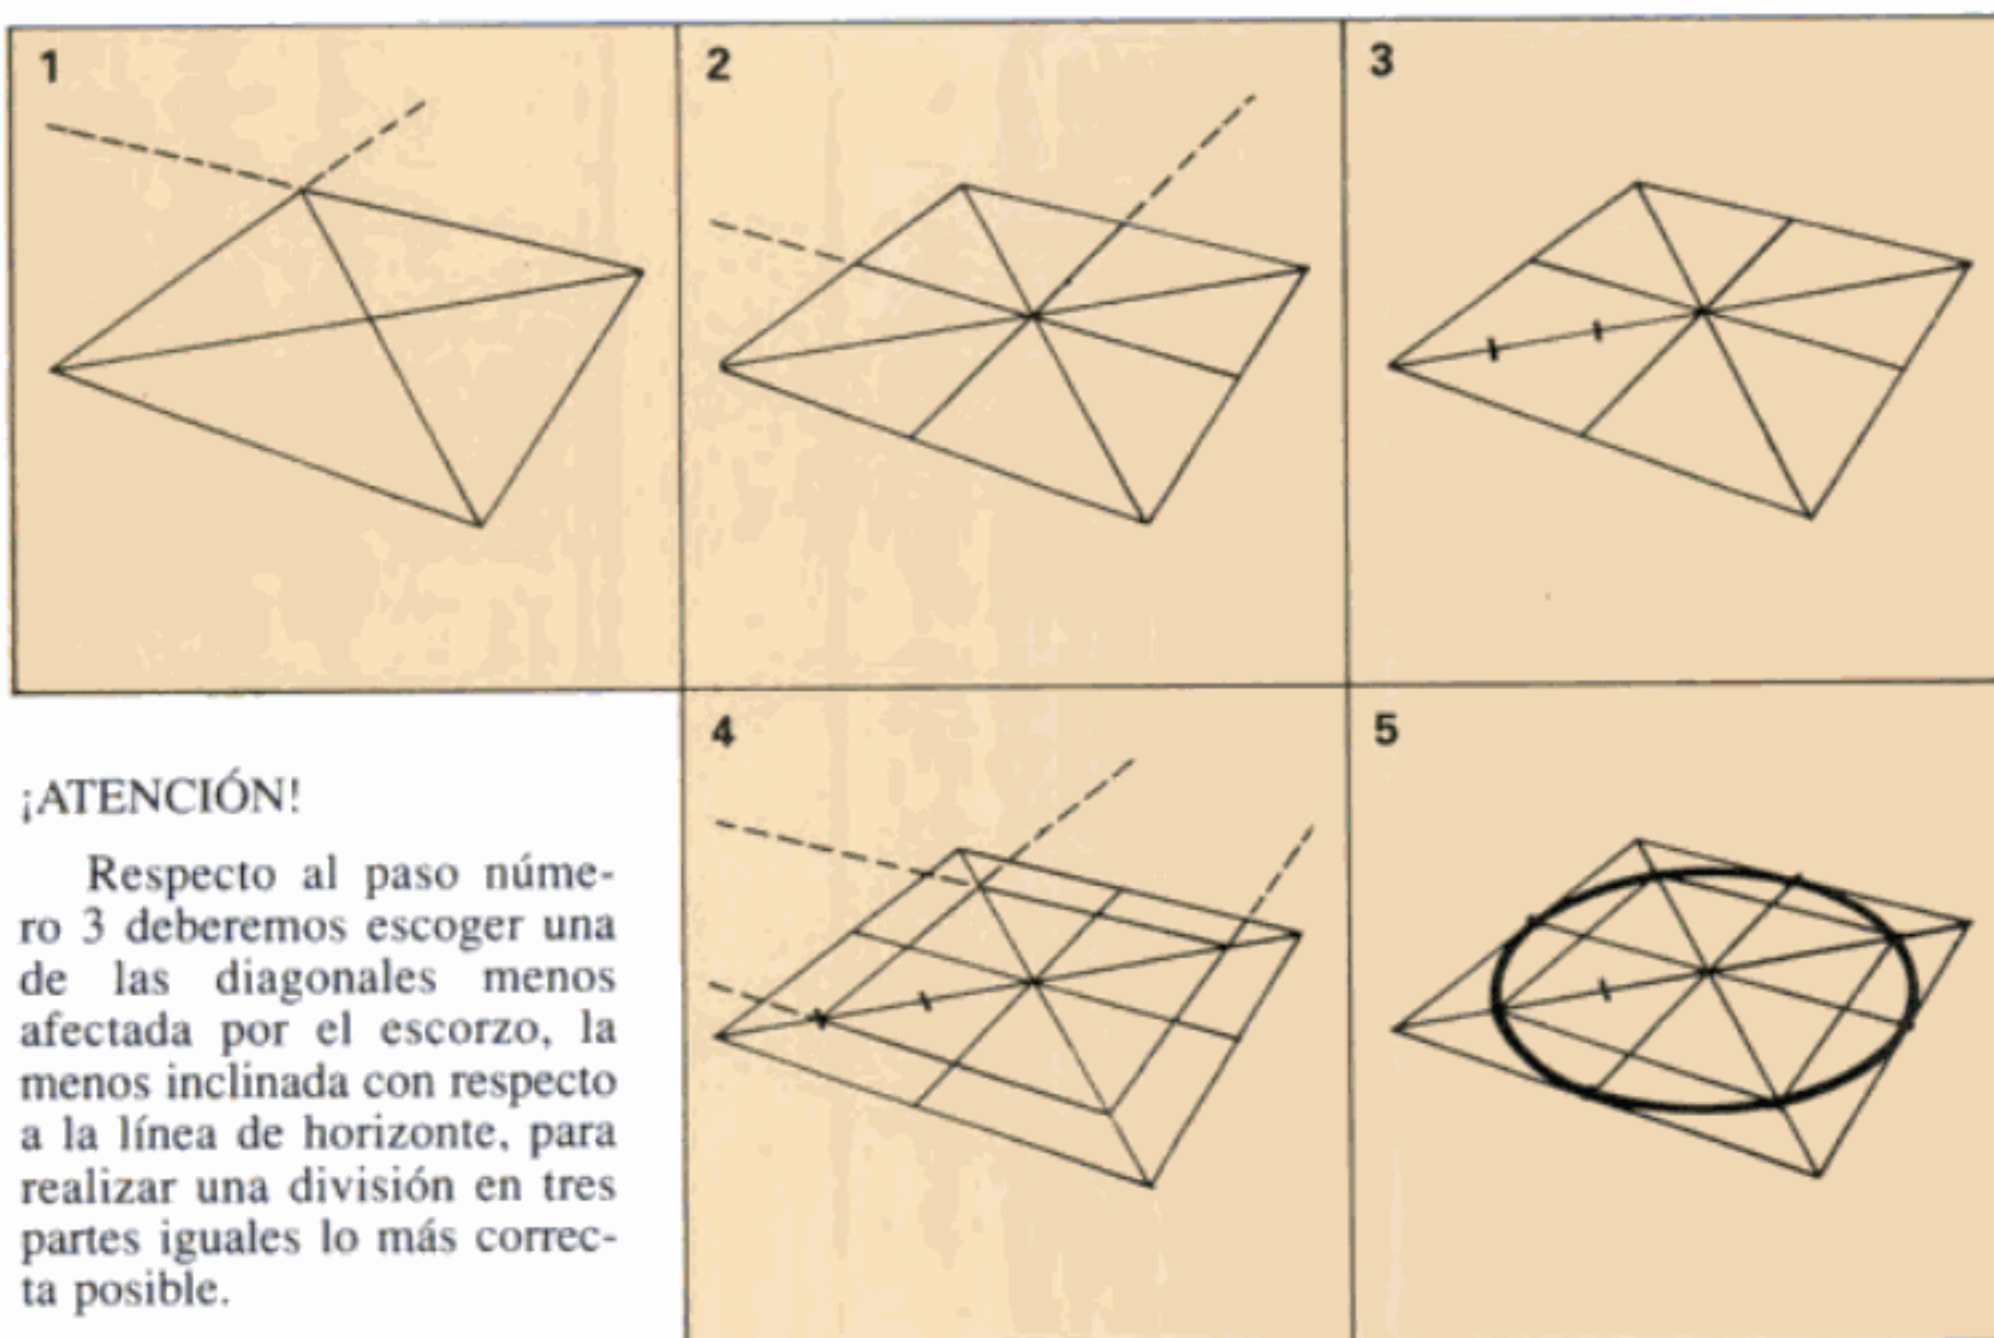 1
2
3
4
5
¡ATENCIÓN!
Respecto al paso núme-
ro 3 deberemos escoger una
de las diagonales menos
afectada por el escorzo, la
menos inclinada con respecto
a la línea de horizonte, para
realizar una división en tres
partes iguales lo más correc-
ta posible.